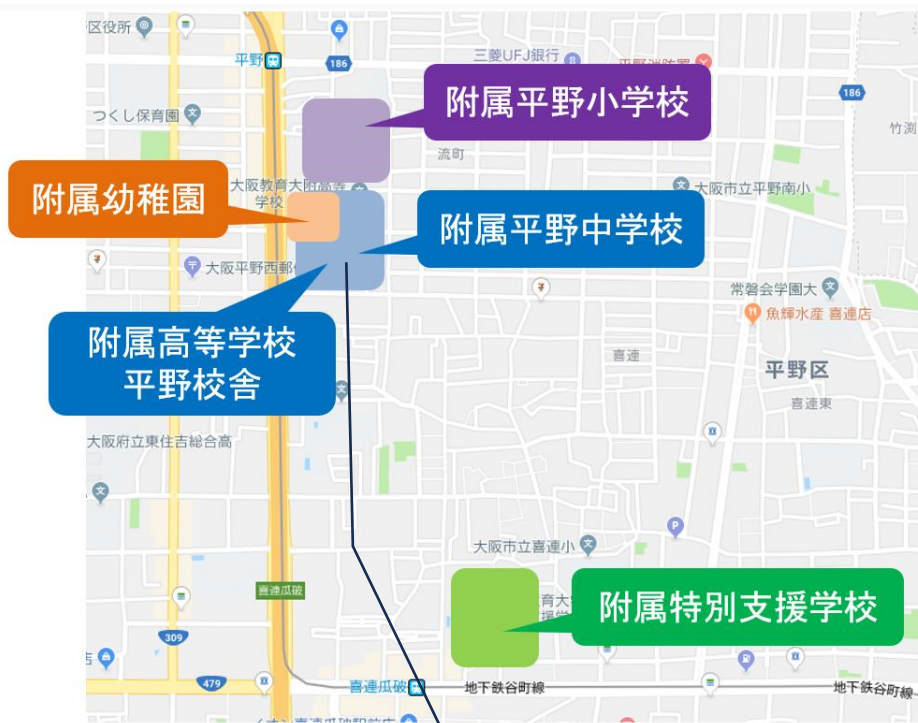 区役所
平野
186
三菱UFJ銀行
附属平野小学校
186
つくし保育園
流町
竹渕
大阪教育大附高等
学校
大阪市立平野南小
附属幼稚園
附属平野中学校
大阪平野西郵
常磐会学園大
魚輝水産 喜連店
附属高等学校
平野校舎
喜連
平野区
喜連東
大阪府立東住吉総合高
P
大阪市立喜連小
喜連瓜破
育大
附属特別支援学校
309
店
479
喜連瓜破
地下鉄谷町線
地下鉄谷町線